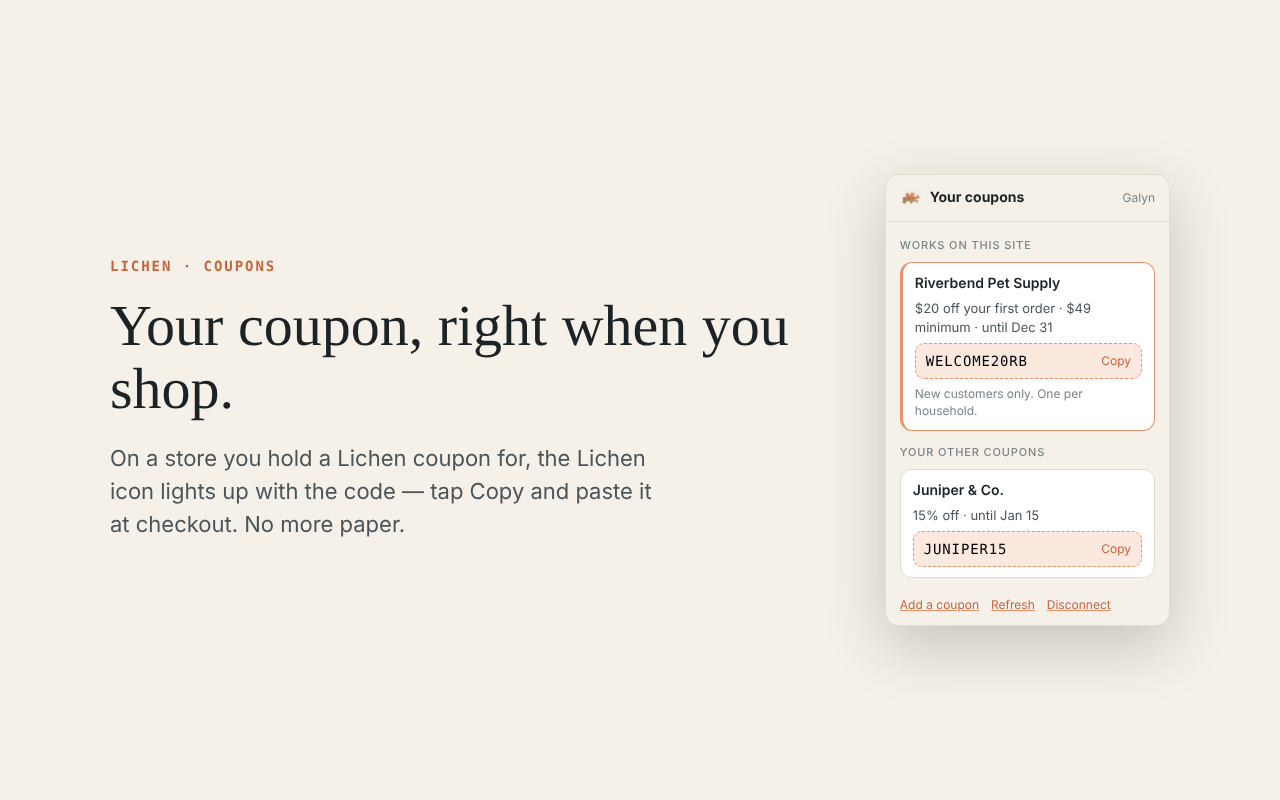 LICHEN · COUPONS
Your coupon, right when you
shop.
On a store you hold a Lichen coupon for, the Lichen
icon lights up with the code — tap Copy and paste it
at checkout. No more paper.
Your coupons Galyn
WORKS ON THIS SITE
Riverbend Pet Supply
$20 off your first order · $49
minimum · until Dec 31
WELCOME20RB Copy
New customers only. One per
household.
YOUR OTHER COUPONS
Juniper & Co.
15% off · until Jan 15
JUNIPER15 Copy
Add a coupon Refresh Disconnect